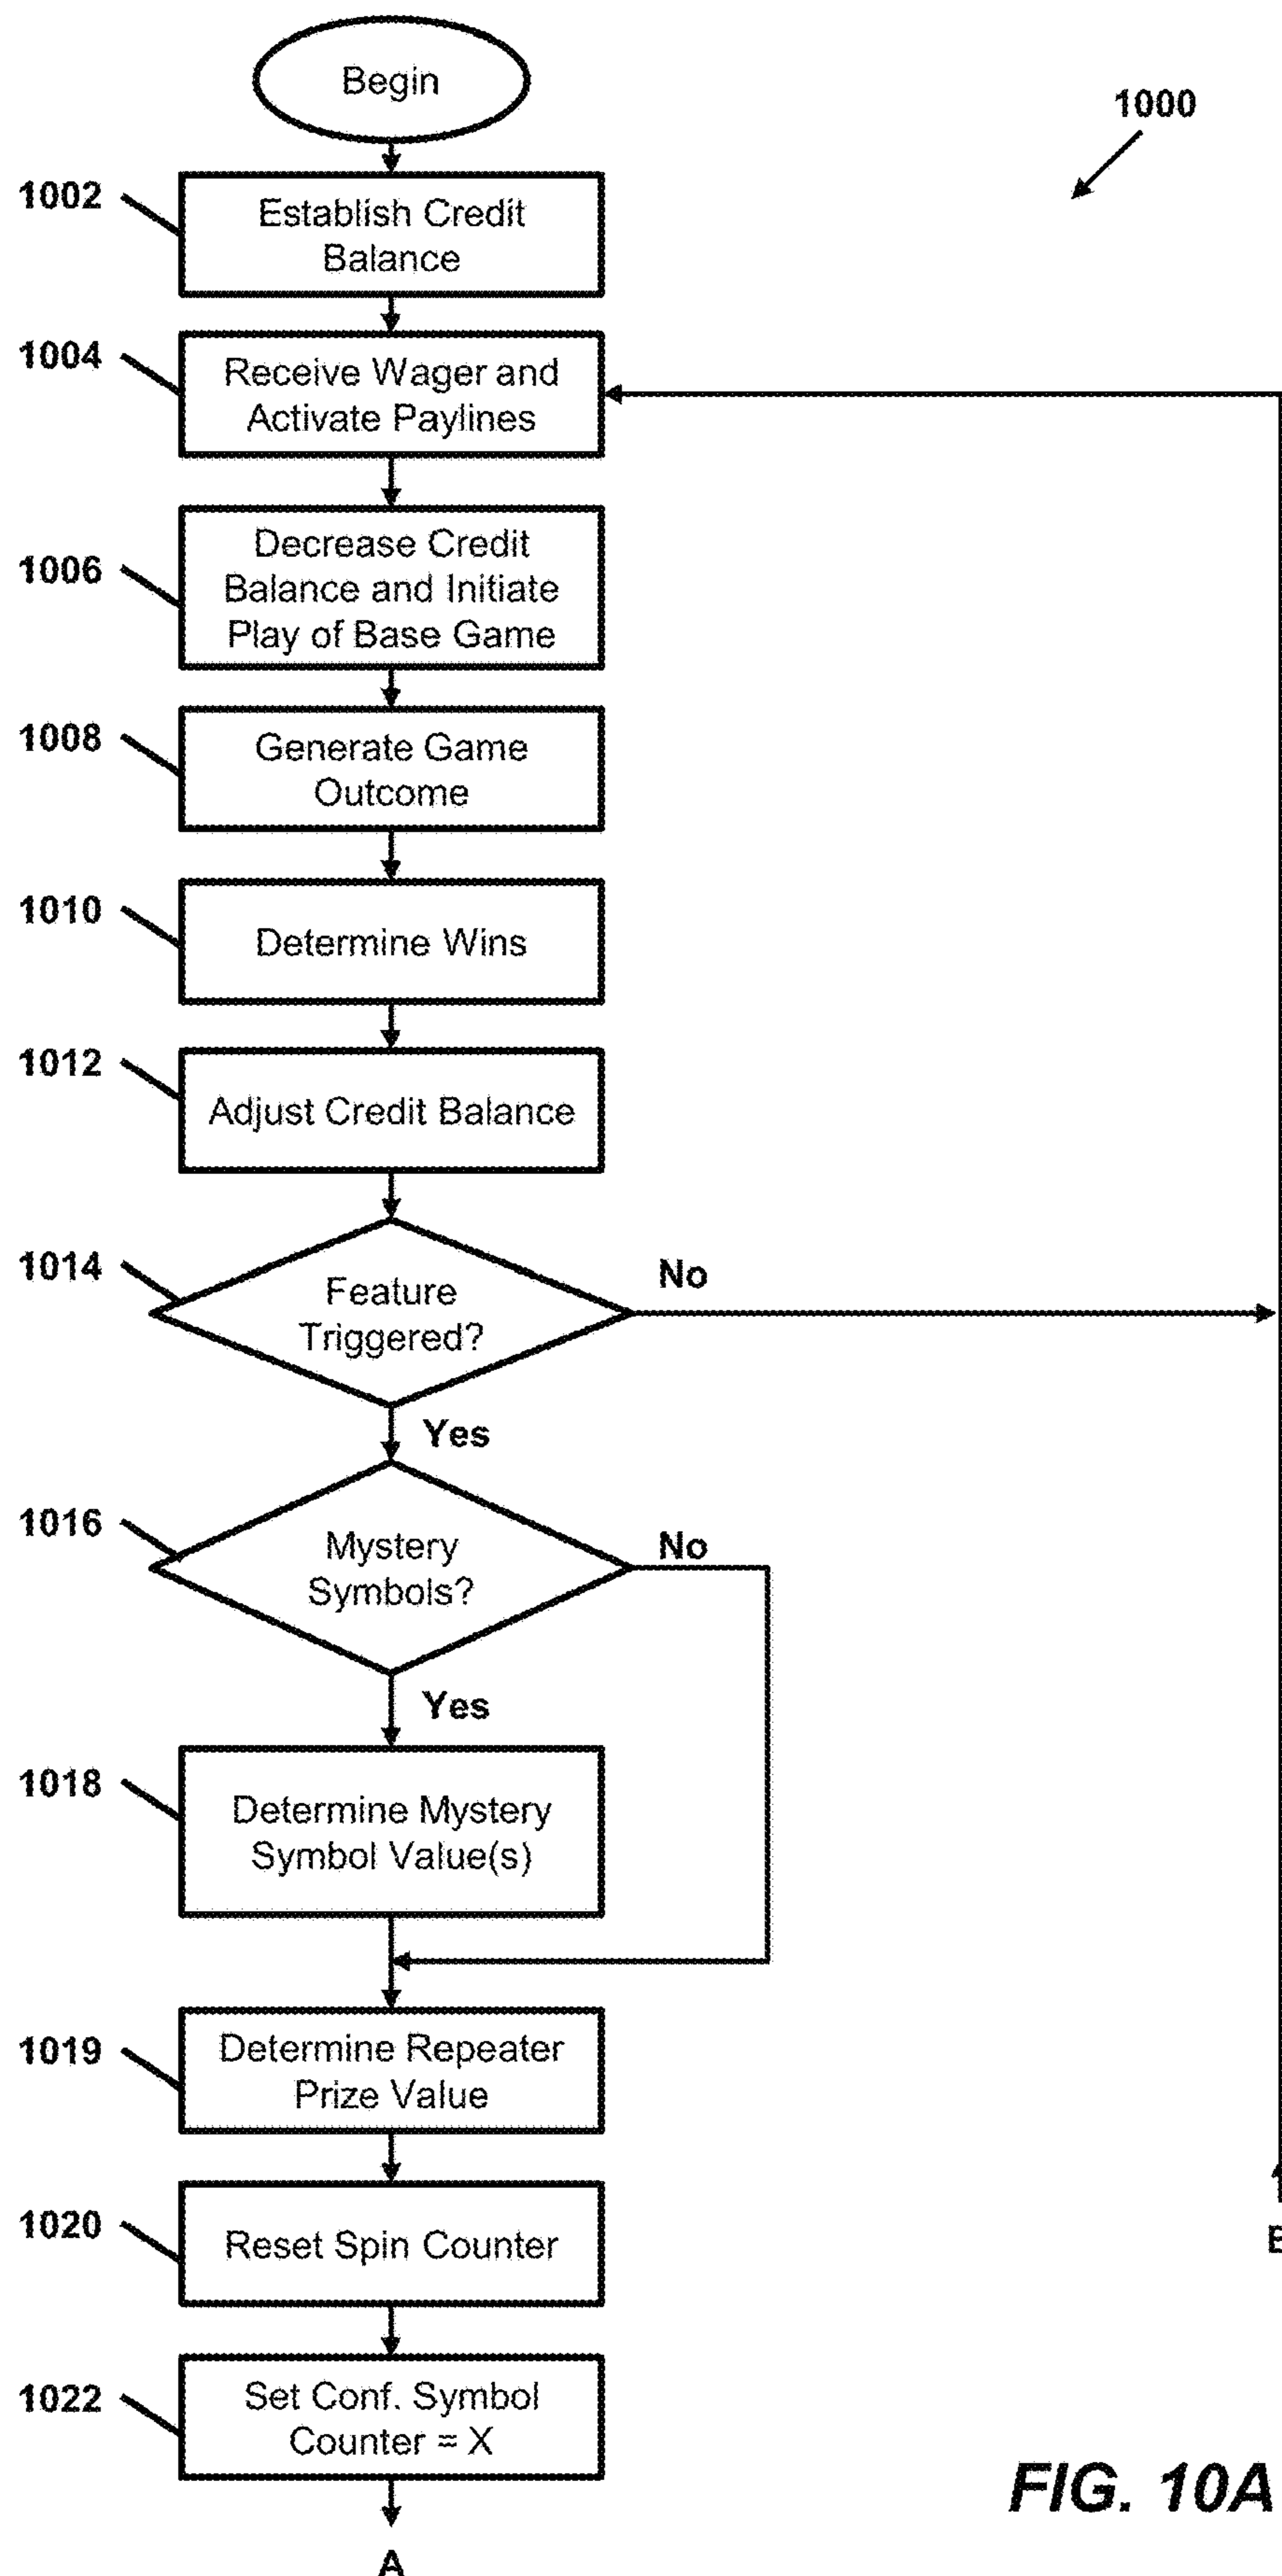 Begin
1000
1002
Establish Credit
Balance
1004
Receive Wager and
Activate Paylines
1006
Decrease Credit
Balance and Initiate
Play of Base Game
1008
Generate Game
Outcome
1010
Determine Wins
1012
Adjust Credit Balance
1014
Feature
Triggered?
No
Yes
1016
Mystery
Symbols?
No
Yes
1018
Determine Mystery
Symbol Value(s)
1019
Determine Repeater
Prize Value
1020
Reset Spin Counter
B
1022
Set Conf. Symbol
Counter = X
A
FIG. 10A